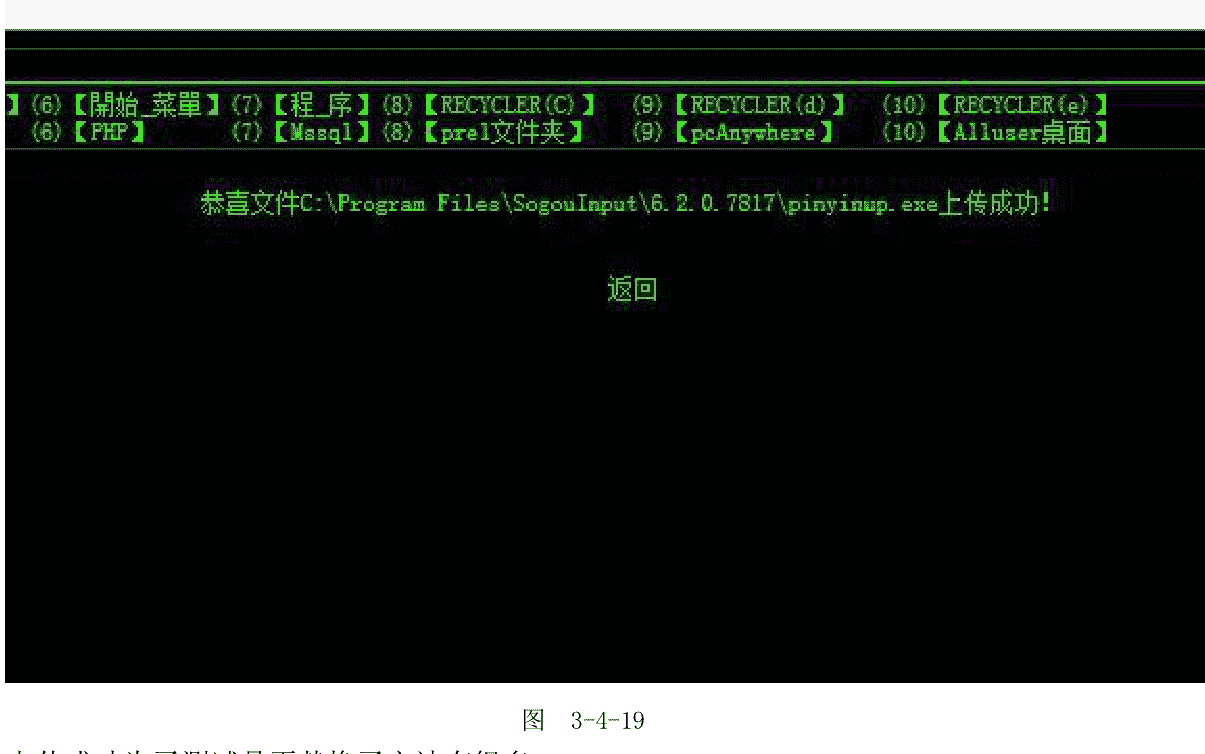 】(6)【開始_菜單】(7)【程_序】(8)【RECYCLER(C)】 (9)【RECYCLER(d)】 (10)【RECYCLER(e)】
(6)【PHP】 (7)【Mssql】(8)【prel文件夹】 (9)【pcAnywhere】 (10)【Alluser桌面】
恭喜文件C:\Program Files\SogouInput\6.2.0.7817\pinyinup.exe上传成功!
返回
图 3-4-19